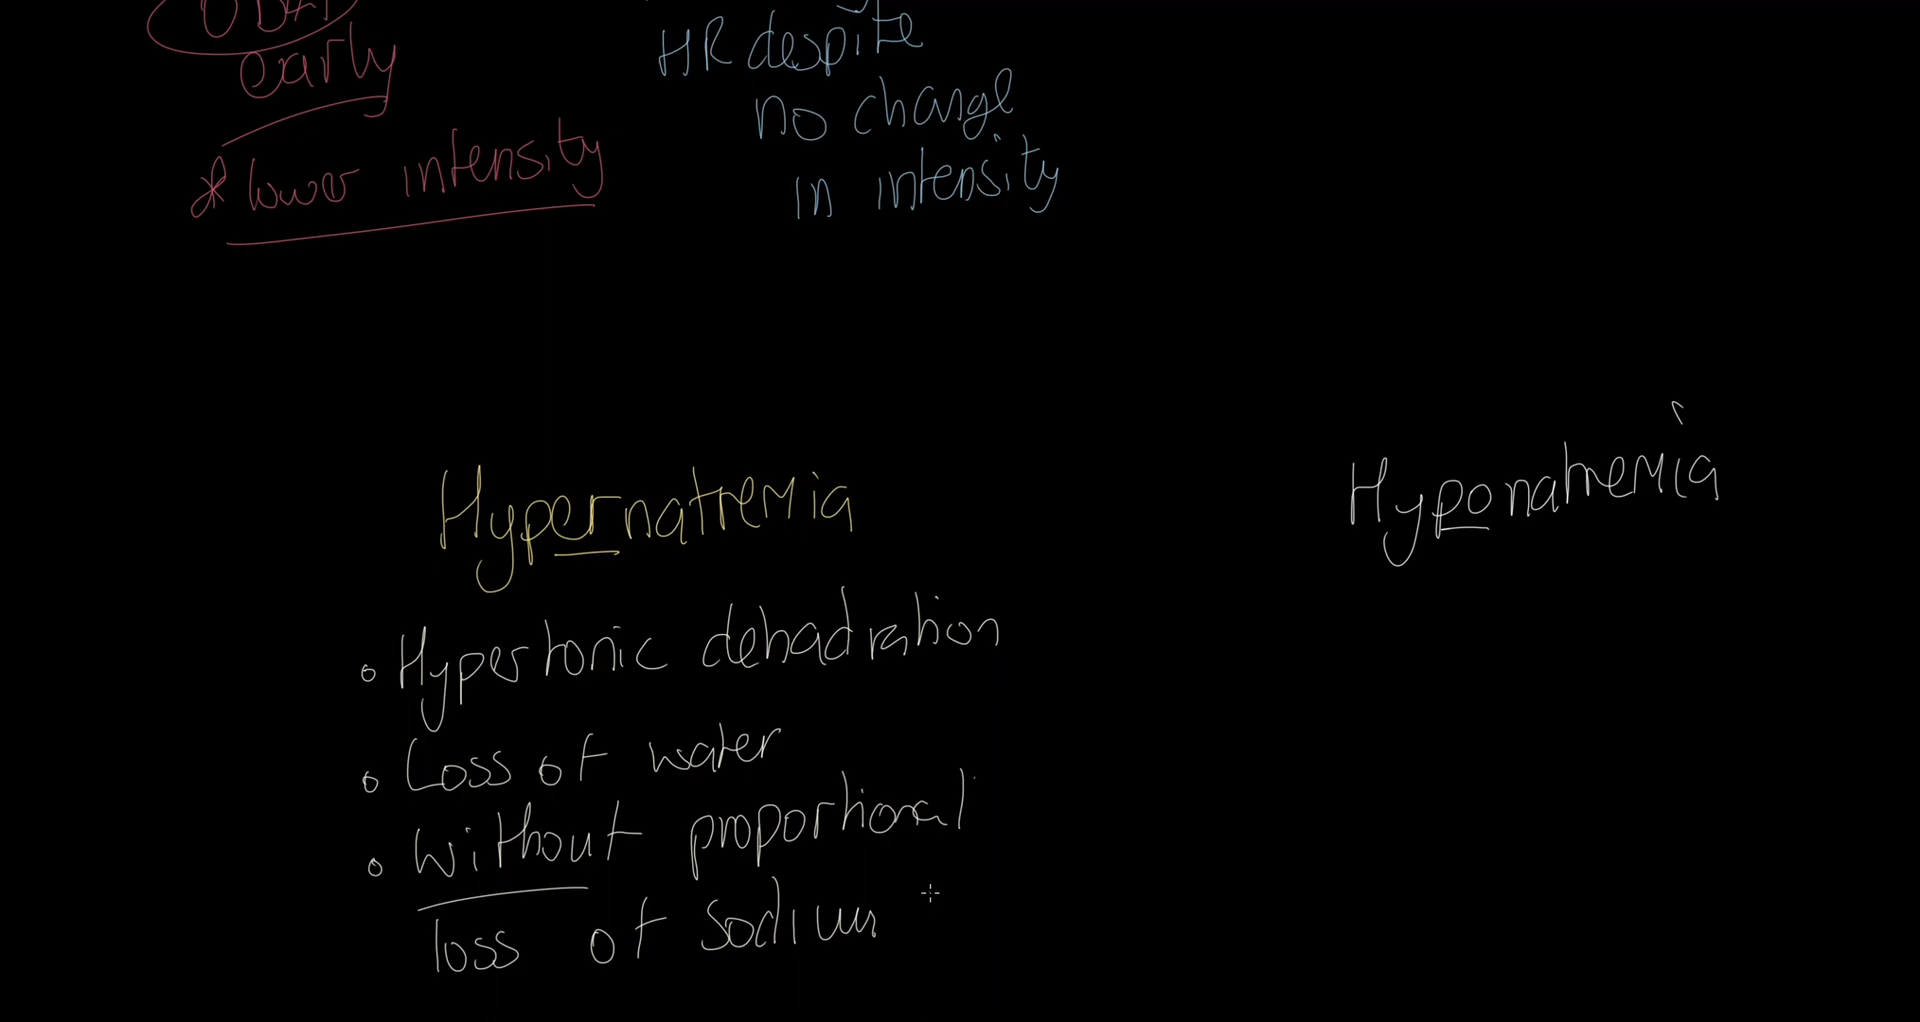 early
* lower intensity
HR despite
no change
in intensity
Hypernatremia
• Hypertonic dehadration
• Loss of water
• Without proportional
loss of sodium
Hyponatremia